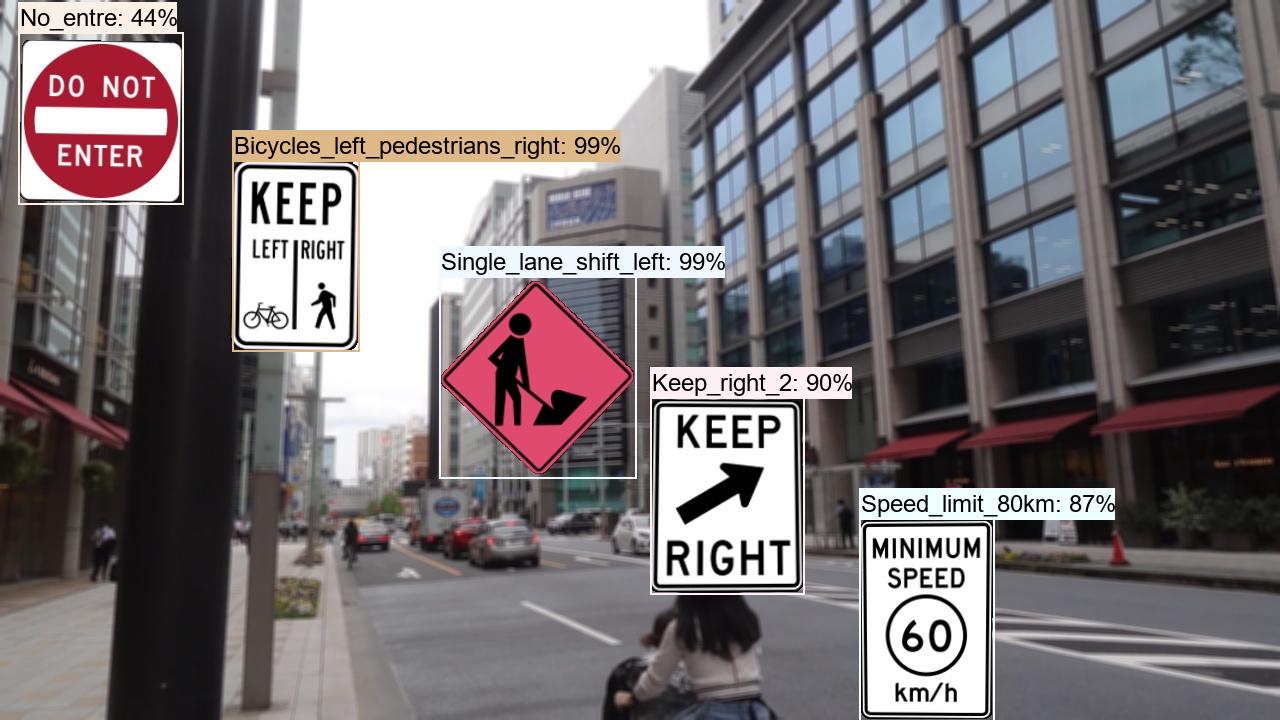 No_entre: 44%
DO NOT
ENTER
Bicycles_left_pedestrians_right: 99%
KEEP
LEFT RIGHT
Single_lane_shift_left: 99%
Keep_right_2: 90%
KEEP
RIGHT
Speed_limit_80km: 87%
MINIMUM
SPEED
60
km/h